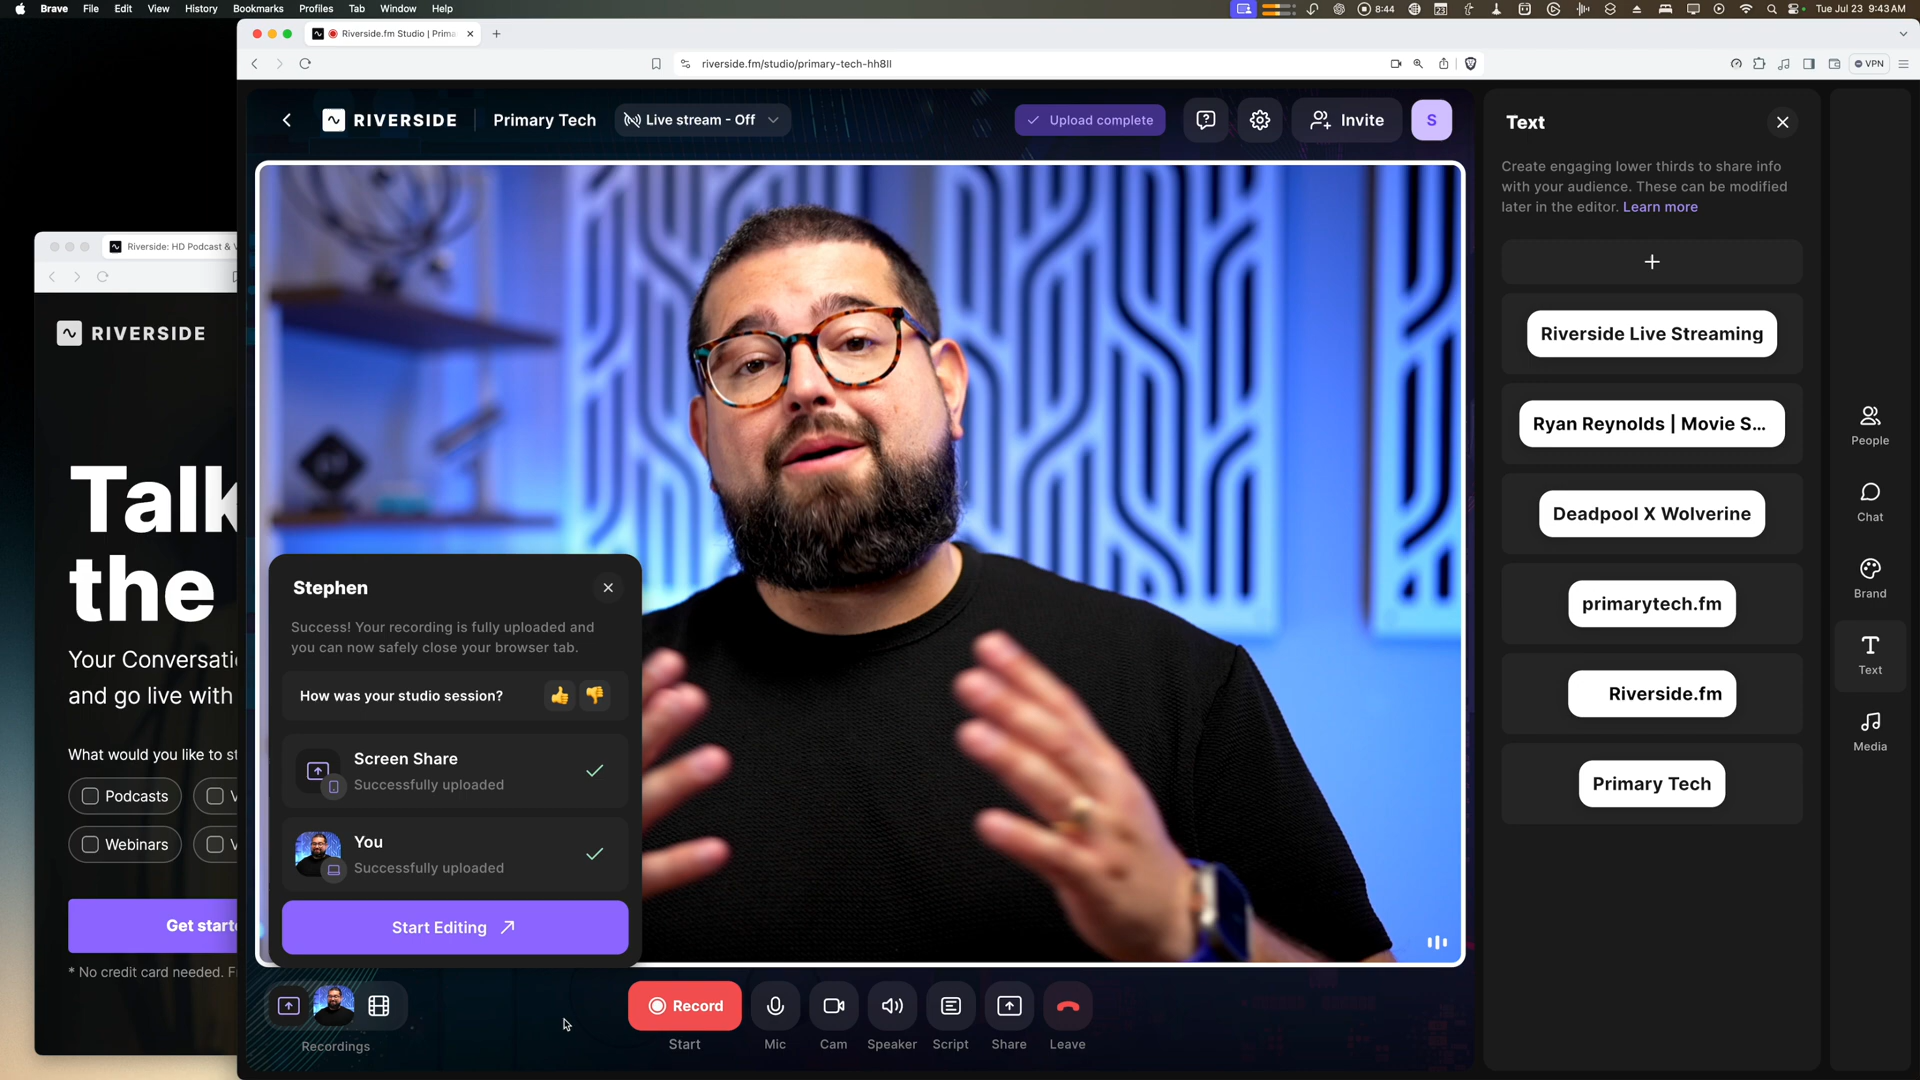 Brave File Edit View History Bookmarks Profiles Tab Window Help
8:44
23
Tue Jul 23 9:43 AM
Riverside.fm Studio | Prima
riverside.fm/studio/primary-tech-hh8ll
VPN
RIVERSIDE
Primary Tech
Live stream - Off
Upload complete
Invite
S
Text
Create engaging lower thirds to share info
with your audience. These can be modified
later in the editor. Learn more
Riverside Live Streaming
Ryan Reynolds | Movie S...
Deadpool X Wolverine
primarytech.fm
Riverside.fm
Primary Tech
People
Chat
Brand
Text
Media
Riverside: HD Podcast & V
RIVERSIDE
Talk
the
Your Conversati
and go live with
What would you like to st
Podcasts
V
Webinars
V
Get starte
* No credit card needed. F
Stephen
Success! Your recording is fully uploaded and
you can now safely close your browser tab.
How was your studio session?
Screen Share
Successfully uploaded
You
Successfully uploaded
Start Editing
Recordings
Record
Start
Mic
Cam
Speaker
Script
Share
Leave